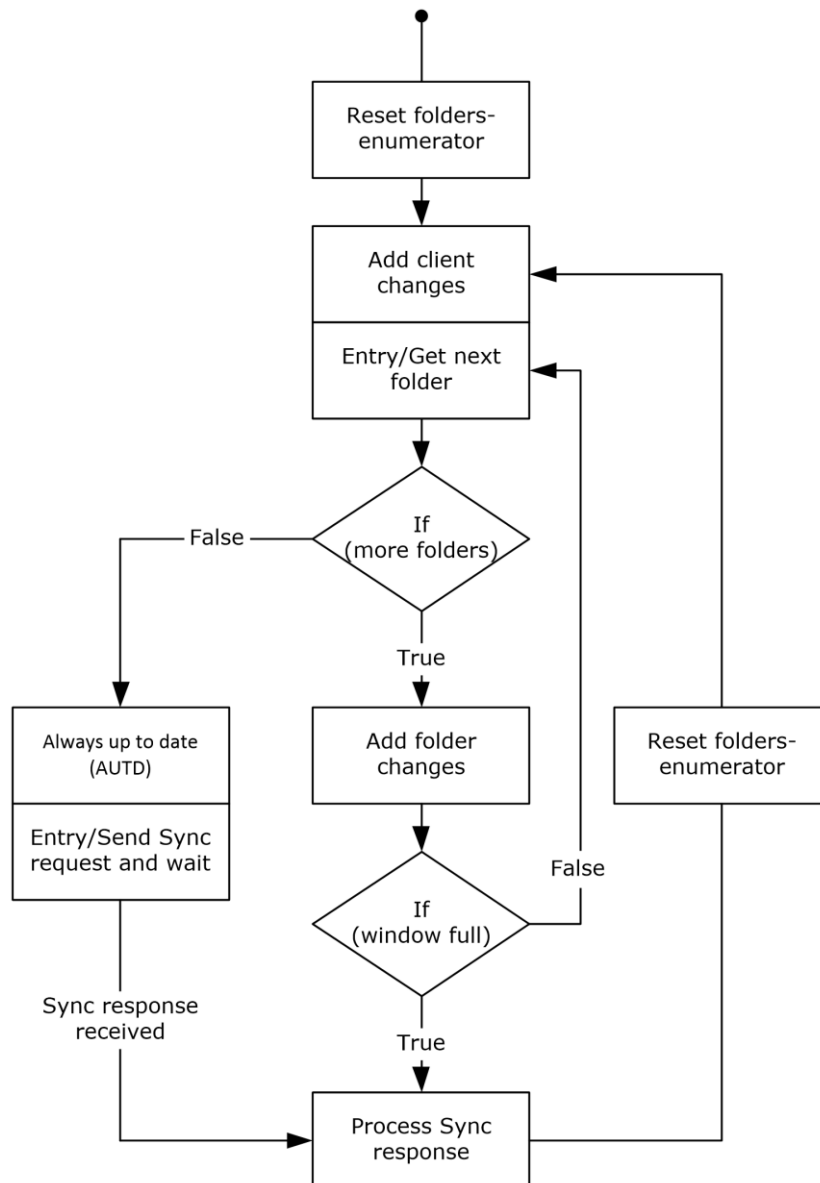 Reset folders-
enumerator
Add client
changes
Entry/Get next
folder
If
(more folders)
False
True
Always up to date
(AUTD)
Entry/Send Sync
request and wait
Add folder
changes
Reset folders-
enumerator
If
(window full)
False
Sync response
received
True
Process Sync
response